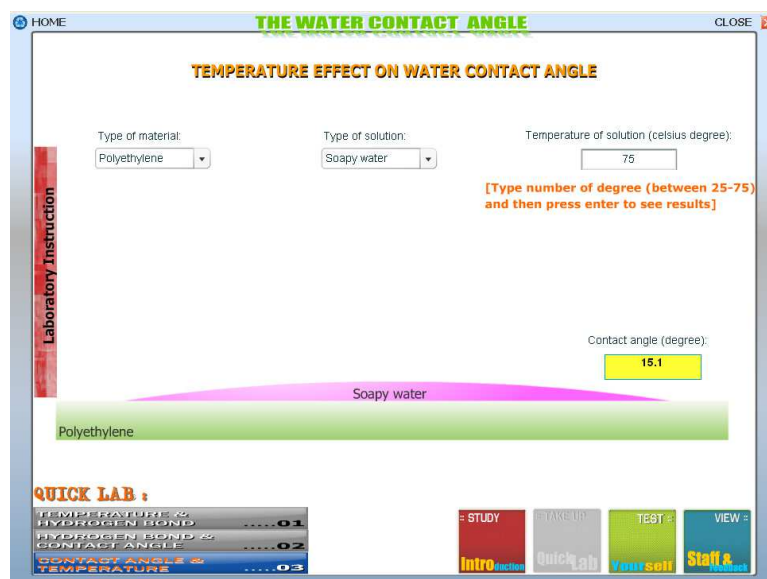 HOME
THE WATER CONTACT ANGLE
CLOSE
TEMPERATURE EFFECT ON WATER CONTACT ANGLE
Type of material:
Type of solution:
Temperature of solution (celsius degree):
Polyethylene
Soapy water
75
[Type number of degree (between 25-75)
and then press enter to see results]
Laboratory Instruction
Contact angle (degree):
15.1
Soapy water
Polyethylene
QUICK LAB :
TEMPERATURE &
HYDROGEN BOND .....01
HYDROGEN BOND &
CONTACT ANGLE .....02
CONTACT ANGLE &
TEMPERATURE .....03
:: STUDY
Introduction
:: TAKE UP
QuickLab
TEST ::
Yourself
VIEW ::
Staff & Feedback